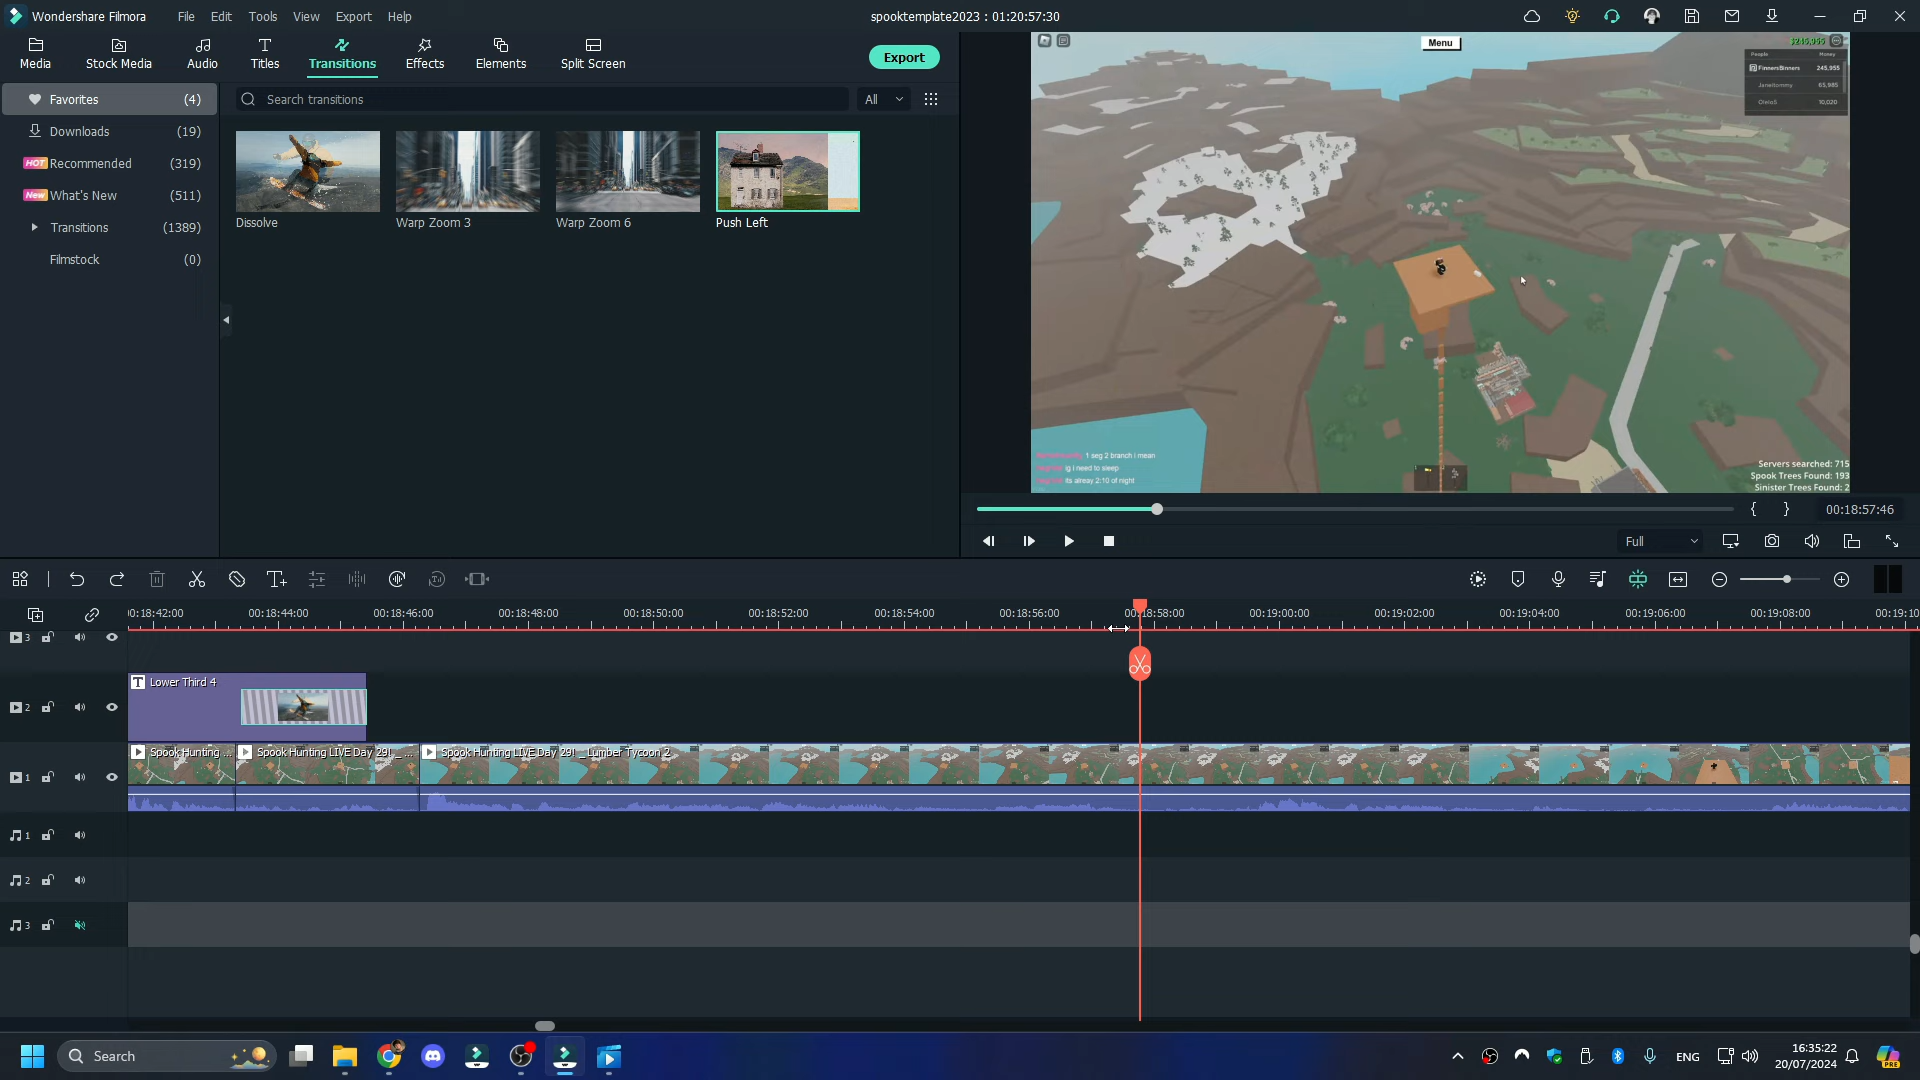 Wondershare Filmora File Edit Tools View Export Help spooktemplate2023 : 01:20:57:30
Media Stock Media Audio Titles Transitions Effects Elements Split Screen Export
Favorites (4)
Downloads (19)
HOT Recommended (319)
New What's New (511)
Transitions (1389)
Filmstock (0)
Search transitions All
Dissolve Warp Zoom 3 Warp Zoom 6 Push Left
Menu
People Money
FinnersBinners 245,955
10,020
1 seg 2 branch i mean
ig i need to sleep
its alreay 2:10 of night
Servers searched: 715
Spook Trees Found: 193
Sinister Trees Found: 2
{ } 00:18:57:46
Full
00:18:42:00 00:18:44:00 00:18:46:00 00:18:48:00 00:18:50:00 00:18:52:00 00:18:54:00 00:18:56:00 00:18:58:00 00:19:00:00 00:19:02:00 00:19:04:00 00:19:06:00 00:19:08:00 00:19:10
3
T Lower Third 4
2
Spook Hunting ... Spook Hunting LIVE Day 29! _ ... Spook Hunting LIVE Day 29! _ Lumber Tycoon 2
1
1
2
3
Search ENG 16:35:22
20/07/2024
PRE